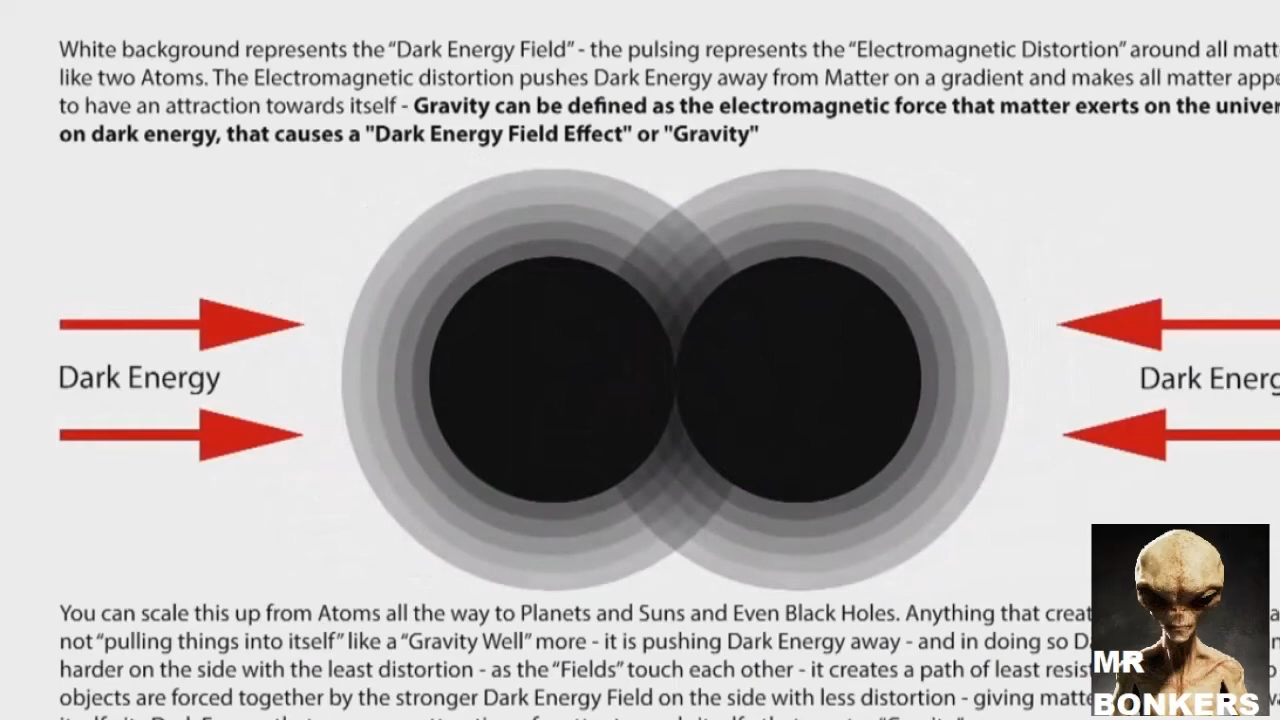 White background represents the “Dark Energy Field” - the pulsing represents the “Electromagnetic Distortion” around all
like two Atoms. The Electromagnetic distortion pushes Dark Energy away from Matter on a gradient and makes all matter
to have an attraction towards itself - Gravity can be defined as the electromagnetic force that matter exerts on the
on dark energy, that causes a "Dark Energy Field Effect" or "Gravity"
Dark Energy
Dark
You can scale this up from Atoms all the way to Planets and Suns and Even Black Holes. Anything that
not “pulling things into itself” like a “Gravity Well” more - it is pushing Dark Energy away - and in doing so
harder on the side with the least distortion - as the “Fields” touch each other - it creates a path of least
objects are forced together by the stronger Dark Energy Field on the side with less distortion - giving
MR
BONKERS